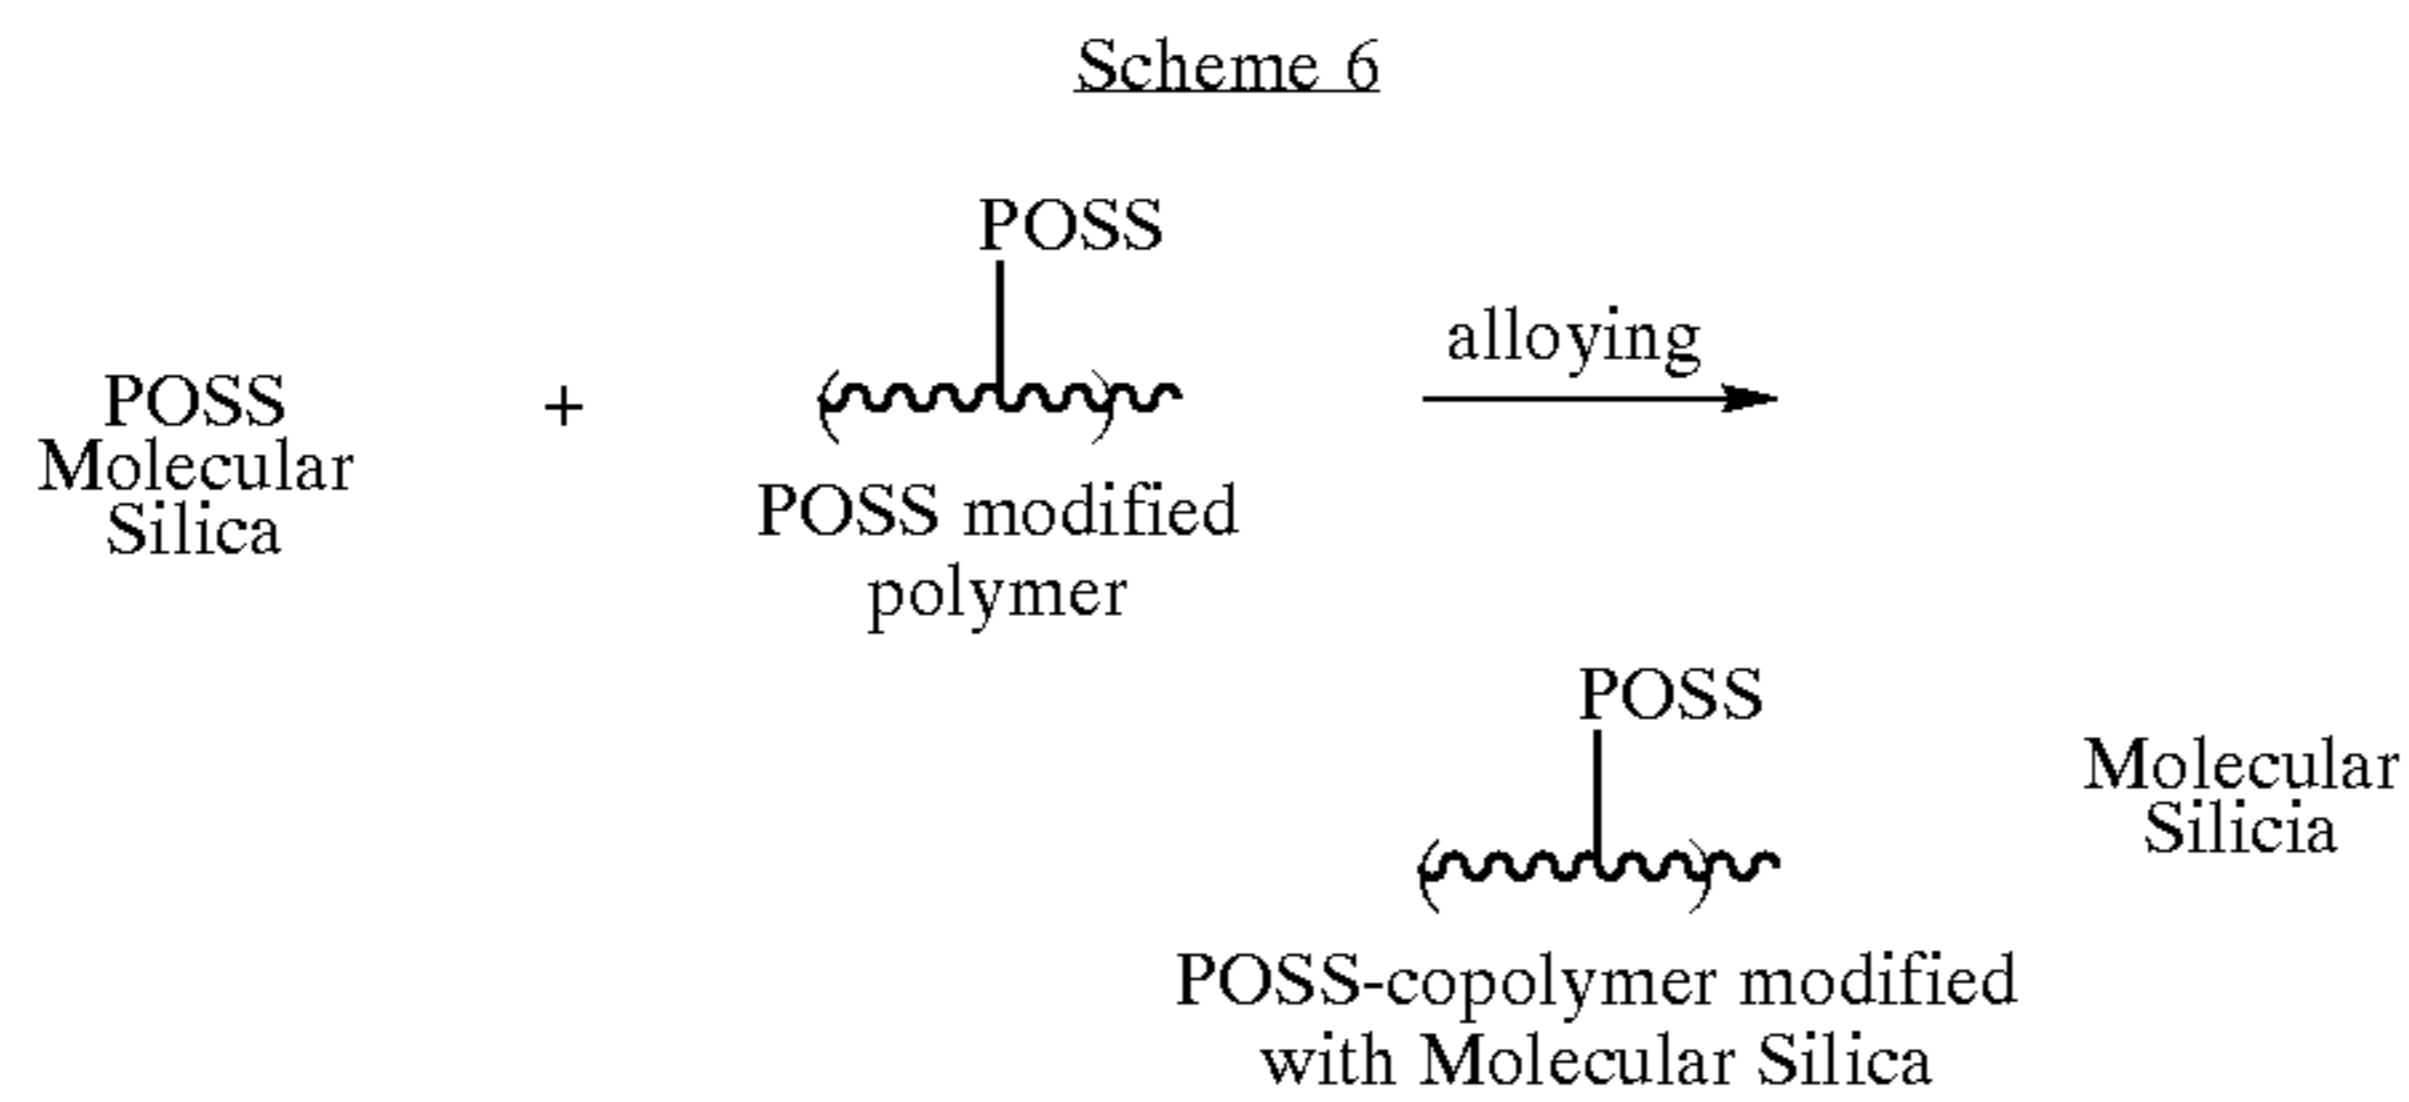 Scheme 6
POSS
alloying
POSS
Molecular
Silica
+
POSS modified
polymer
POSS
Molecular
Silicia
POSS-copolymer modified
with Molecular Silica